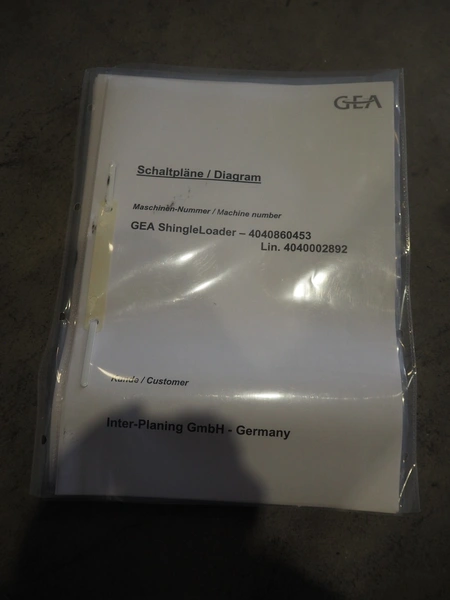 GEA
Schaltpläne / Diagram
Maschinen-Nummer / Machine number
GEA ShingleLoader – 4040860453
Lin. 4040002892
Kunde / Customer
Inter-Planing GmbH - Germany